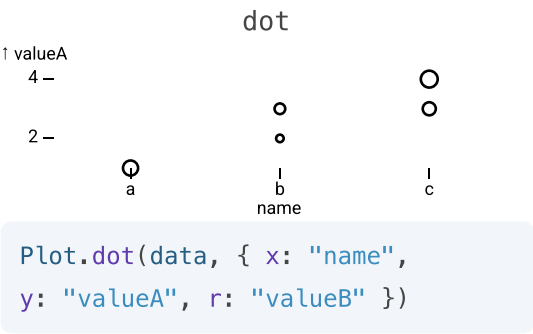 dot
↑ valueA
4
2
a b c
name
Plot.dot(data, { x: "name",
y: "valueA", r: "valueB" })